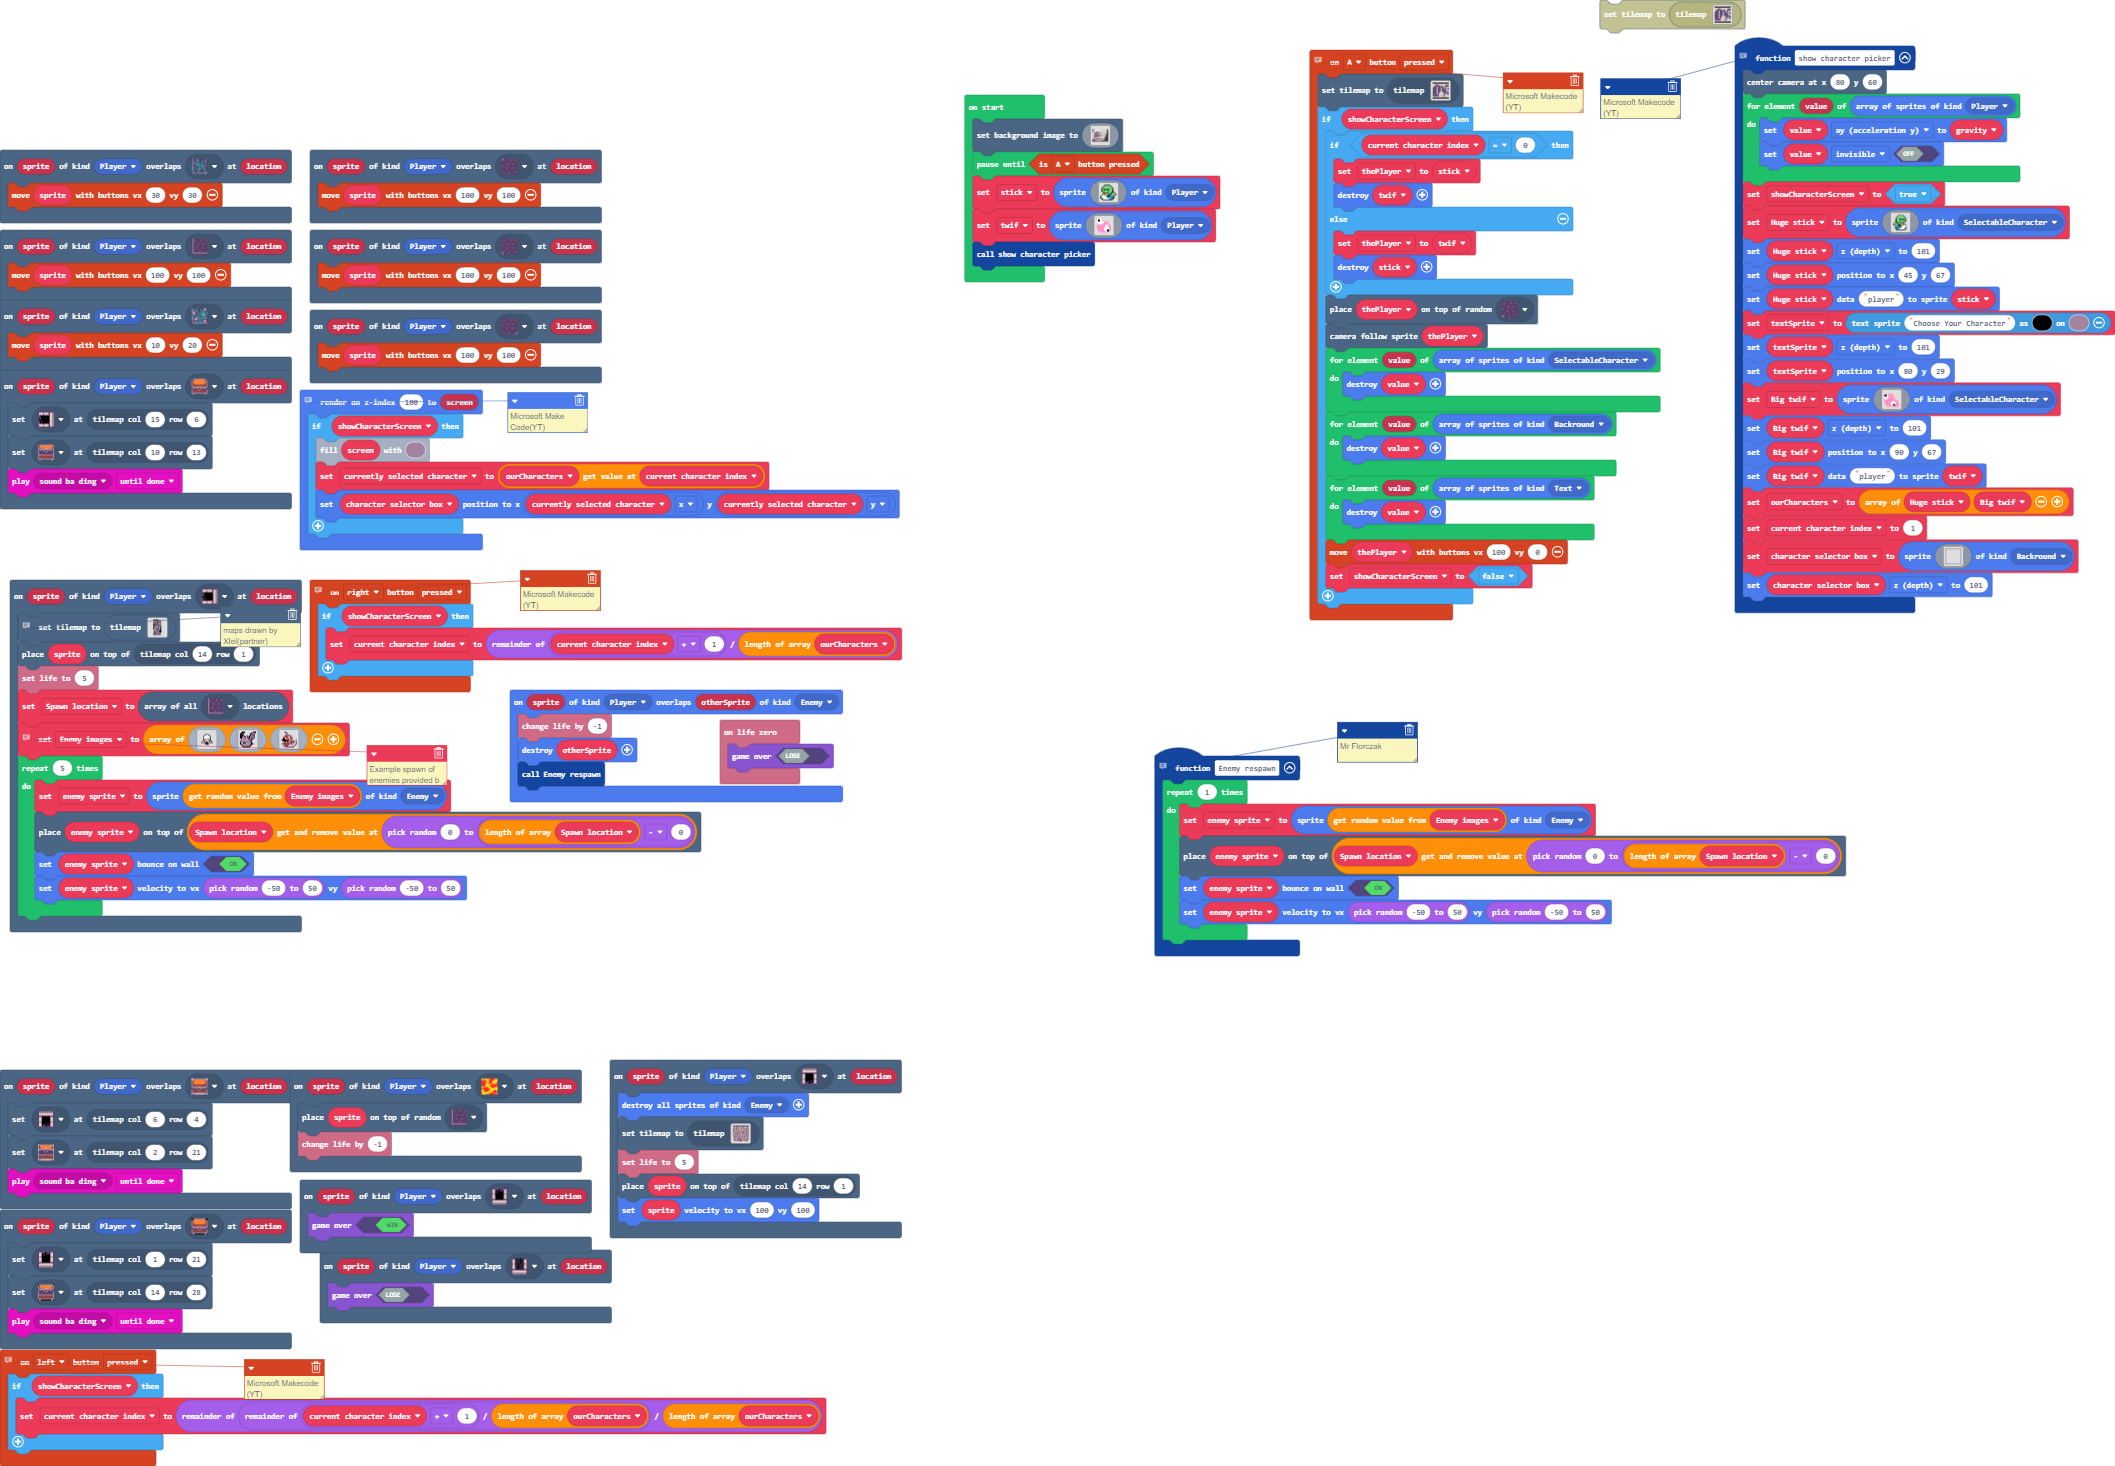 set tilemap to tilemap
on sprite of kind Player overlaps at location
move sprite with buttons vx 30 vy 30
on sprite of kind Player overlaps at location
move sprite with buttons vx 100 vy 100
on sprite of kind Player overlaps at location
move sprite with buttons vx 100 vy 100
on sprite of kind Player overlaps at location
move sprite with buttons vx 100 vy 100
on sprite of kind Player overlaps at location
move sprite with buttons vx 10 vy 20
on sprite of kind Player overlaps at location
move sprite with buttons vx 100 vy 100
on sprite of kind Player overlaps at location
set at tilemap col 15 row 6
set at tilemap col 10 row 13
play sound ba ding until done
render on z-index 100 to screen
Microsoft Make
Code(YT)
if showCharacterScreen then
fill screen with
set currently selected character to ourCharacters get value at current character index
set character selector box position to x currently selected character x y currently selected character y
on start
set background image to
pause until is A button pressed
set stick to sprite of kind Player
set twif to sprite of kind Player
call show character picker
on A button pressed
Microsoft Makecode
(YT)
set tilemap to tilemap
if showCharacterScreen then
if current character index = 0 then
set thePlayer to stick
destroy twif
else
set thePlayer to twif
destroy stick
place thePlayer on top of random
camera follow sprite thePlayer
for element value of array of sprites of kind SelectableCharacter
do destroy value
for element value of array of sprites of kind Backround
do destroy value
for element value of array of sprites of kind Text
do destroy value
move thePlayer with buttons vx 100 vy 0
set showCharacterScreen to false
Microsoft Makecode
(YT)
function show character picker
center camera at x 80 y 60
for element value of array of sprites of kind Player
do set value ay (acceleration y) to gravity
set value invisible OFF
set showCharacterScreen to true
set Huge stick to sprite of kind SelectableCharacter
set Huge stick z (depth) to 101
set Huge stick position to x 45 y 67
set Huge stick data "player" to sprite stick
set textSprite to text sprite "Choose Your Character" as on
set textSprite z (depth) to 101
set textSprite position to x 80 y 29
set Big twif to sprite of kind SelectableCharacter
set Big twif z (depth) to 101
set Big twif position to x 90 y 67
set Big twif data "player" to sprite twif
set ourCharacters to array of Huge stick Big twif
set current character index to 1
set character selector box to sprite of kind Backround
set character selector box z (depth) to 101
on sprite of kind Player overlaps at location
set tilemap to tilemap
maps drawn by
Xlel(partner)
place sprite on top of tilemap col 14 row 1
set life to 5
set Spawn location to array of all locations
set Enemy images to array of
Example spawn of
enemies provided b
repeat 5 times
do set enemy sprite to sprite get random value from Enemy images of kind Enemy
place enemy sprite on top of Spawn location get and remove value at pick random 0 to length of array Spawn location - 0
set enemy sprite bounce on wall ON
set enemy sprite velocity to vx pick random -50 to 50 vy pick random -50 to 50
on right button pressed
Microsoft Makecode
(YT)
if showCharacterScreen then
set current character index to remainder of current character index + 1 / length of array ourCharacters
on sprite of kind Player overlaps otherSprite of kind Enemy
change life by -1
destroy otherSprite
call Enemy respawn
on life zero
game over LOSE
Mr Florczak
function Enemy respawn
repeat 1 times
do set enemy sprite to sprite get random value from Enemy images of kind Enemy
place enemy sprite on top of Spawn location get and remove value at pick random 0 to length of array Spawn location - 0
set enemy sprite bounce on wall ON
set enemy sprite velocity to vx pick random -50 to 50 vy pick random -50 to 50
on sprite of kind Player overlaps at location
set at tilemap col 6 row 4
set at tilemap col 2 row 21
play sound ba ding until done
on sprite of kind Player overlaps at location
place sprite on top of random
change life by -1
on sprite of kind Player overlaps at location
destroy all sprites of kind Enemy
set tilemap to tilemap
set life to 5
place sprite on top of tilemap col 14 row 1
set sprite velocity to vx 100 vy 100
on sprite of kind Player overlaps at location
game over WIN
on sprite of kind Player overlaps at location
set at tilemap col 1 row 21
set at tilemap col 14 row 28
play sound ba ding until done
on sprite of kind Player overlaps at location
game over LOSE
on left button pressed
Microsoft Makecode
(YT)
if showCharacterScreen then
set current character index to remainder of remainder of current character index + 1 / length of array ourCharacters / length of array ourCharacters